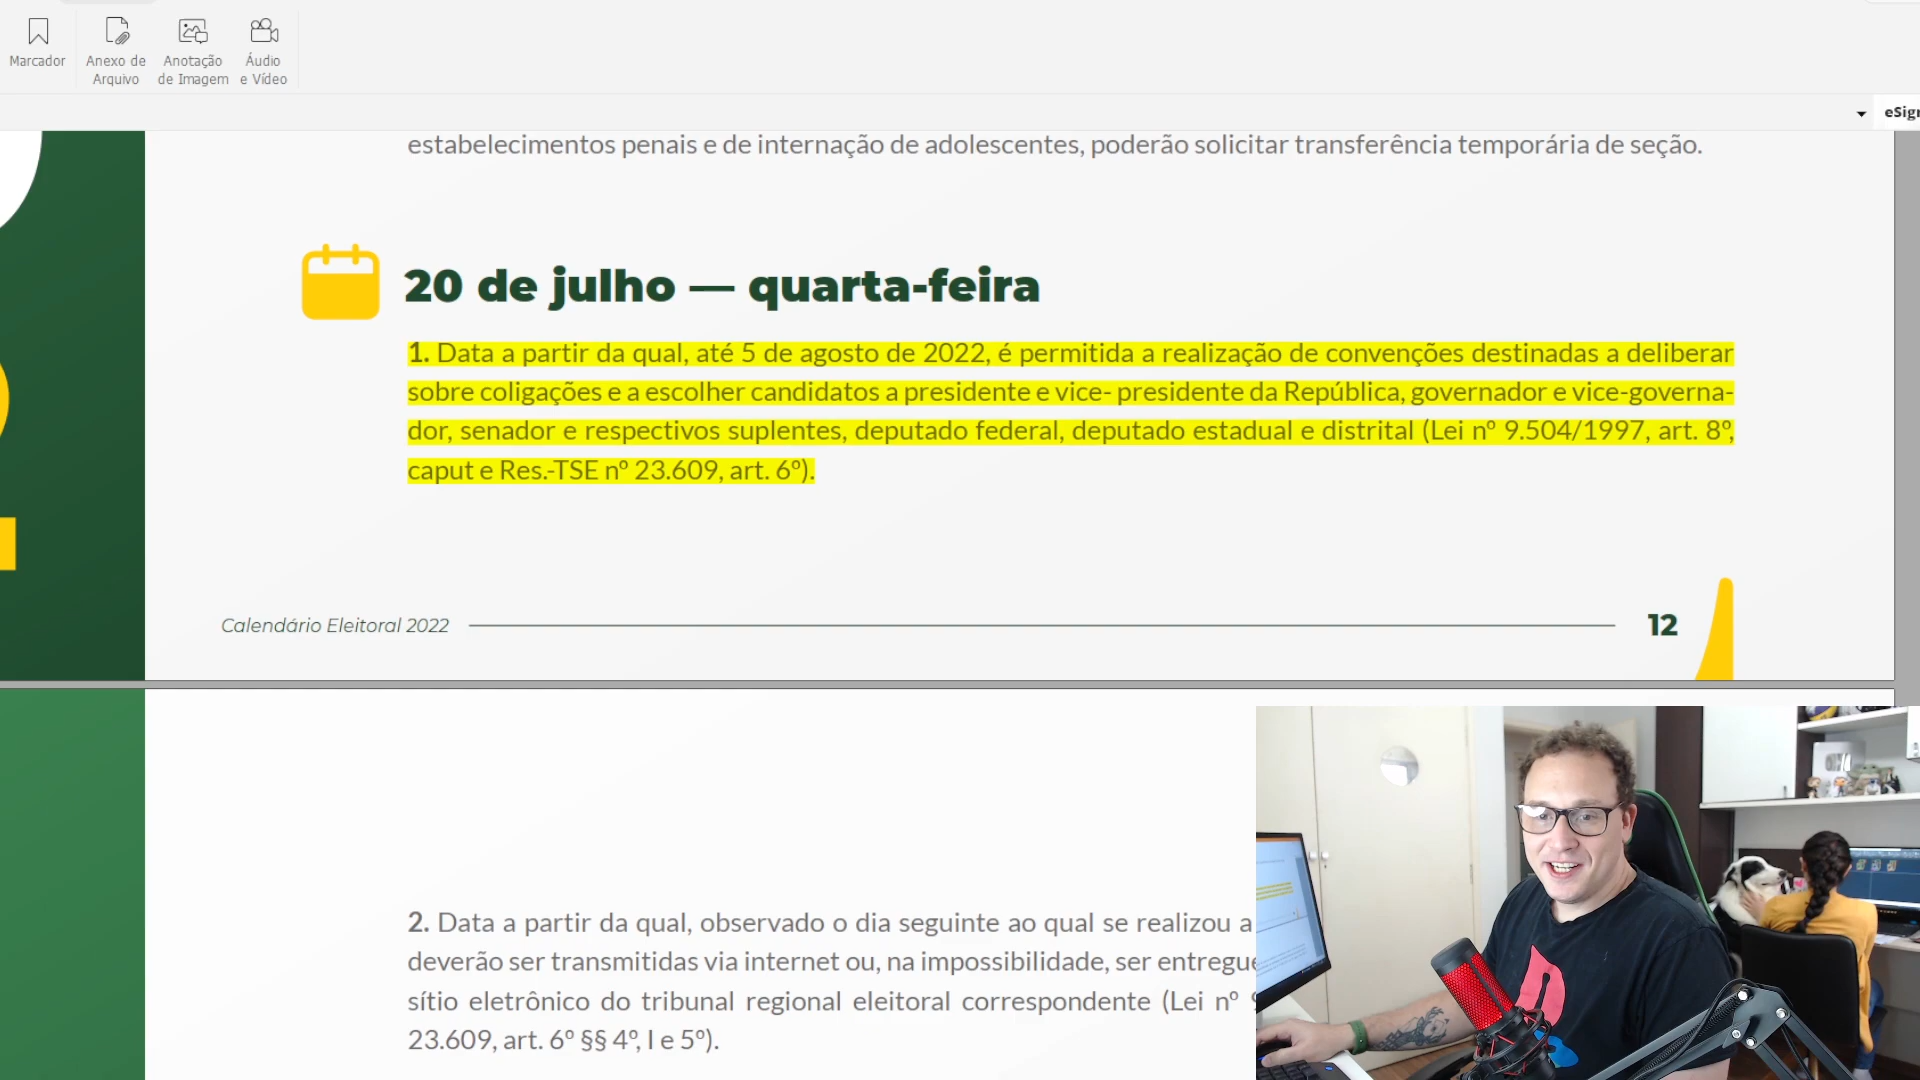 Marcador
Anexo de
Arquivo
Anotação
de Imagem
Áudio
e Vídeo
eSign
estabelecimentos penais e de internação de adolescentes, poderão solicitar transferência temporária de seção.
20 de julho — quarta-feira
1. Data a partir da qual, até 5 de agosto de 2022, é permitida a realização de convenções destinadas a deliberar
sobre coligações e a escolher candidatos a presidente e vice- presidente da República, governador e vice-governa-
dor, senador e respectivos suplentes, deputado federal, deputado estadual e distrital (Lei nº 9.504/1997, art. 8º,
caput e Res.-TSE nº 23.609, art. 6º).
Calendário Eleitoral 2022
12
2. Data a partir da qual, observado o dia seguinte ao qual se realizou a
deverão ser transmitidas via internet ou, na impossibilidade, ser entregue
sítio eletrônico do tribunal regional eleitoral correspondente (Lei nº
23.609, art. 6º §§ 4º, I e 5º).